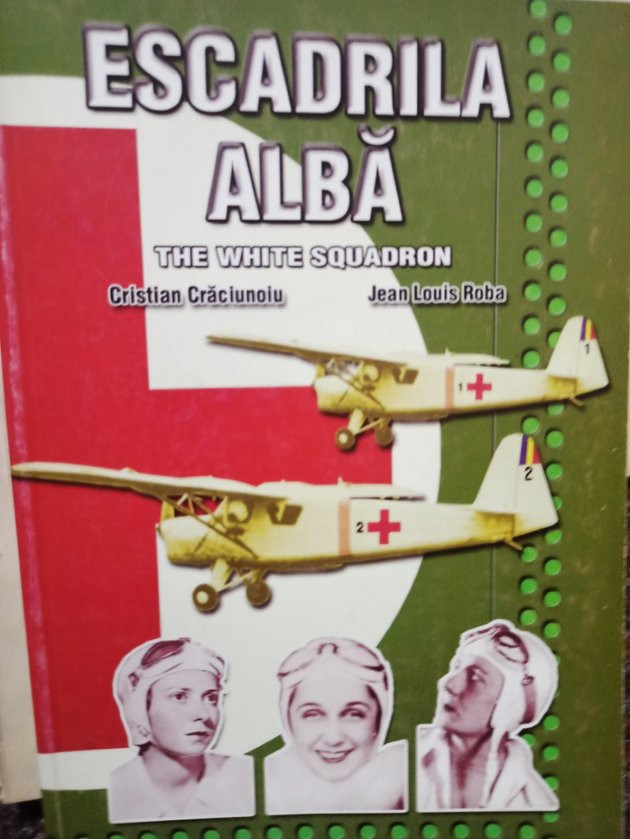 ESCADRILA
ALBĂ
THE WHITE SQUADRON
Cristian Crăciunoiu Jean Louis Roba
1
1
2
2